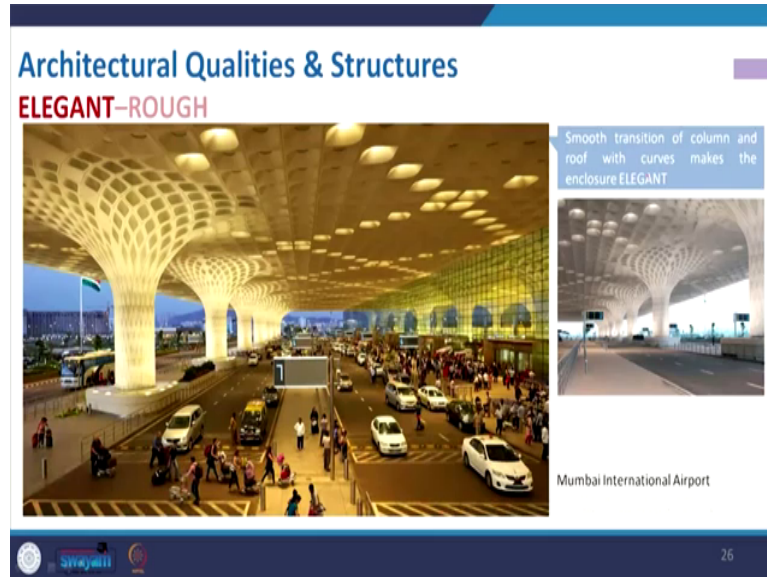 Architectural Qualities & Structures
ELEGANT–ROUGH
Smooth transition of column and
roof with curves makes the
enclosure ELEGANT
Mumbai International Airport
swayam
26